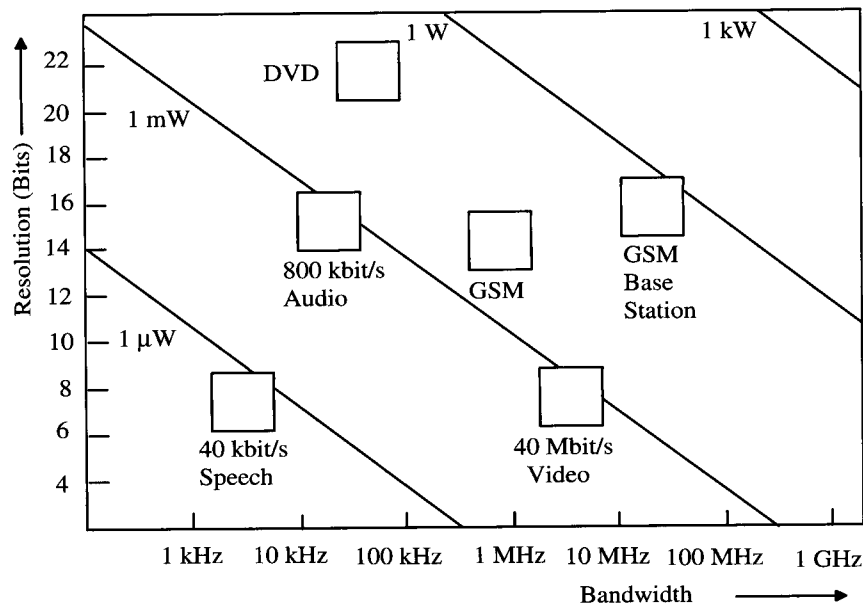 1 W
1 kW
DVD
22
20
1 mW
18
16
14
12
10
8
6
4
Resolution (Bits)
800 kbit/s
Audio
GSM
GSM
Base
Station
1 μW
40 kbit/s
Speech
40 Mbit/s
Video
1 kHz
10 kHz
100 kHz
1 MHz
10 MHz
100 MHz
1 GHz
Bandwidth